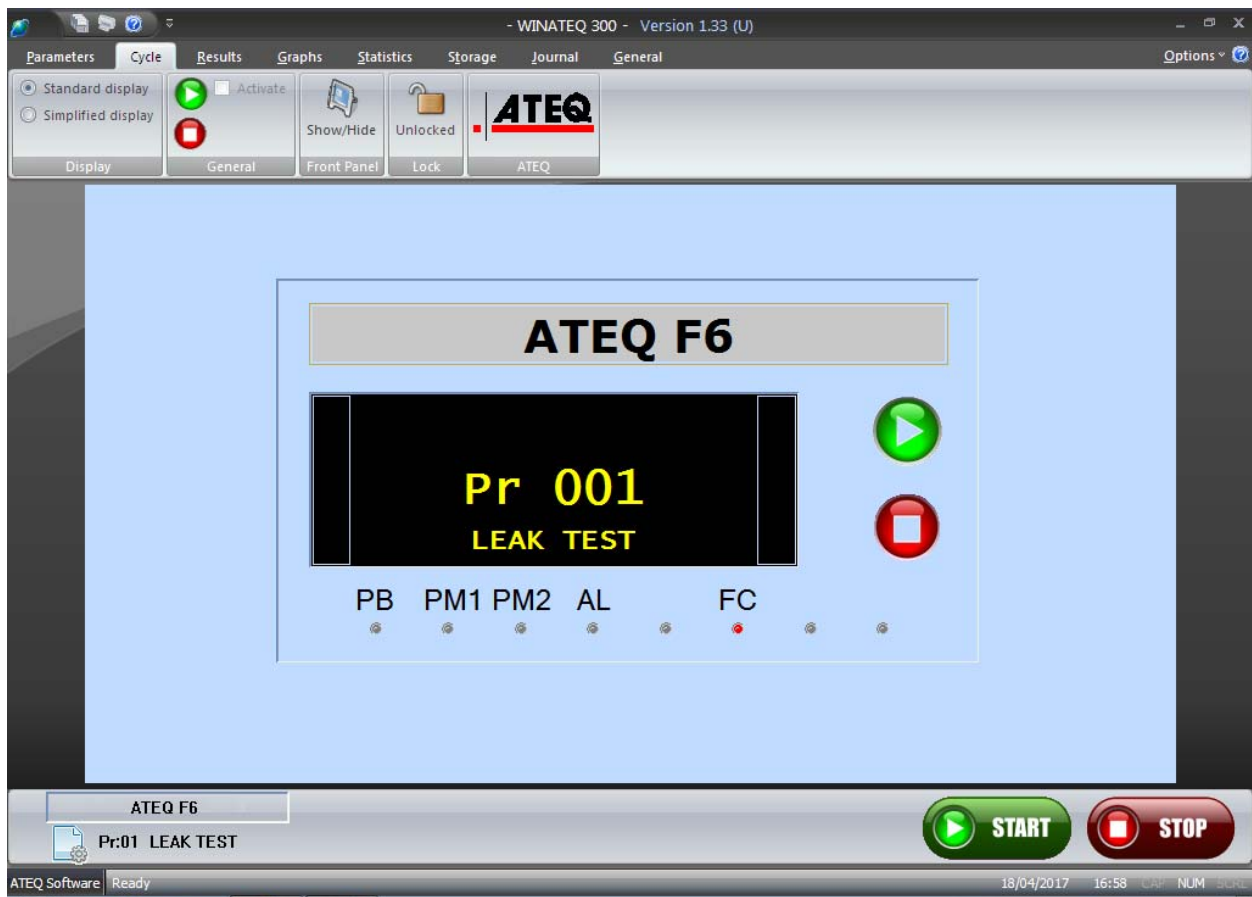 - WINATEQ 300 - Version 1.33 (U)
Parameters Cycle Results Graphs Statistics Storage Journal General Options
Standard display
Simplified display
Activate
Show/Hide
Unlocked
ATEQ
Display General Front Panel Lock ATEQ
ATEQ F6
Pr 001
LEAK TEST
PB PM1 PM2 AL FC
ATEQ F6
Pr:01 LEAK TEST
START STOP
ATEQ Software Ready 18/04/2017 16:58 CAP NUM SCRL